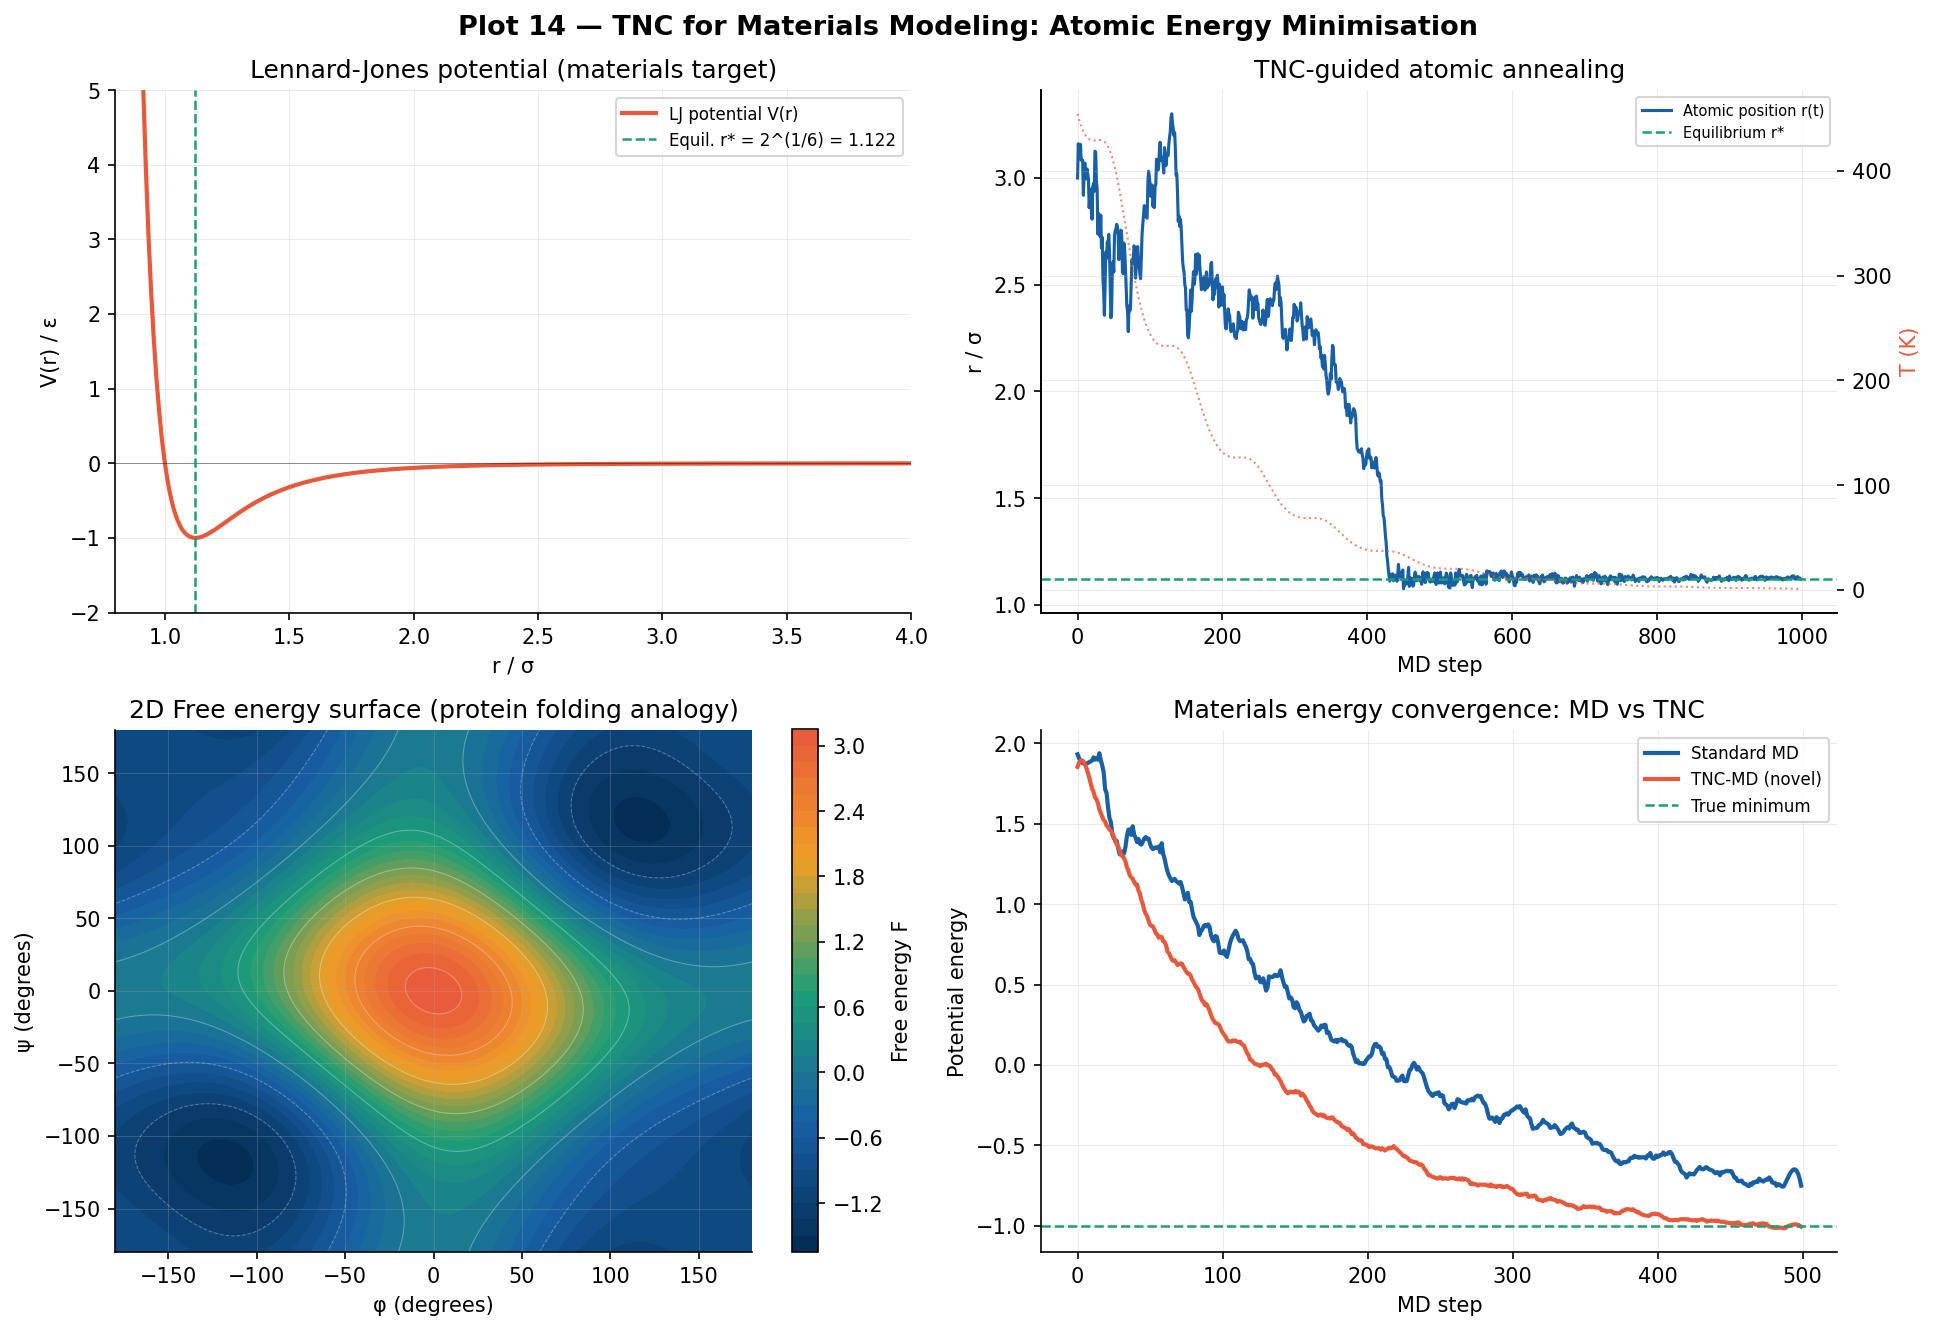 Plot 14 — TNC for Materials Modeling: Atomic Energy Minimisation
Lennard-Jones potential (materials target)
5
4
3
2
1
0
−1
−2
V(r) / ε
LJ potential V(r)
Equil. r* = 2^(1/6) = 1.122
1.0 1.5 2.0 2.5 3.0 3.5 4.0
r / σ
TNC-guided atomic annealing
3.0
2.5
2.0
1.5
1.0
r / σ
Atomic position r(t)
Equilibrium r*
400
300
200
100
0
T (K)
0 200 400 600 800 1000
MD step
2D Free energy surface (protein folding analogy)
150
100
50
0
−50
−100
−150
ψ (degrees)
−150 −100 −50 0 50 100 150
φ (degrees)
3.0
2.4
1.8
1.2
0.6
0.0
−0.6
−1.2
Free energy F
Materials energy convergence: MD vs TNC
2.0
1.5
1.0
0.5
0.0
−0.5
−1.0
Potential energy
Standard MD
TNC-MD (novel)
True minimum
0 100 200 300 400 500
MD step